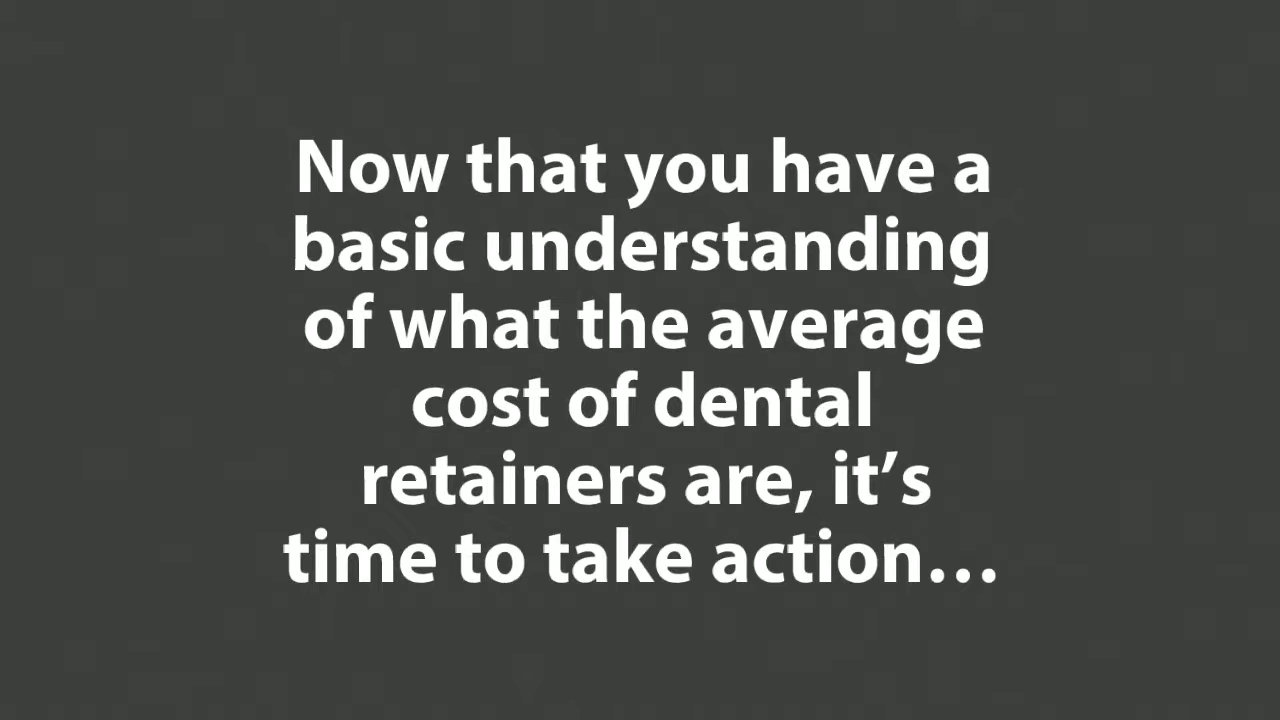 Now that you have a
basic understanding
of what the average
cost of dental
retainers are, it’s
time to take action…